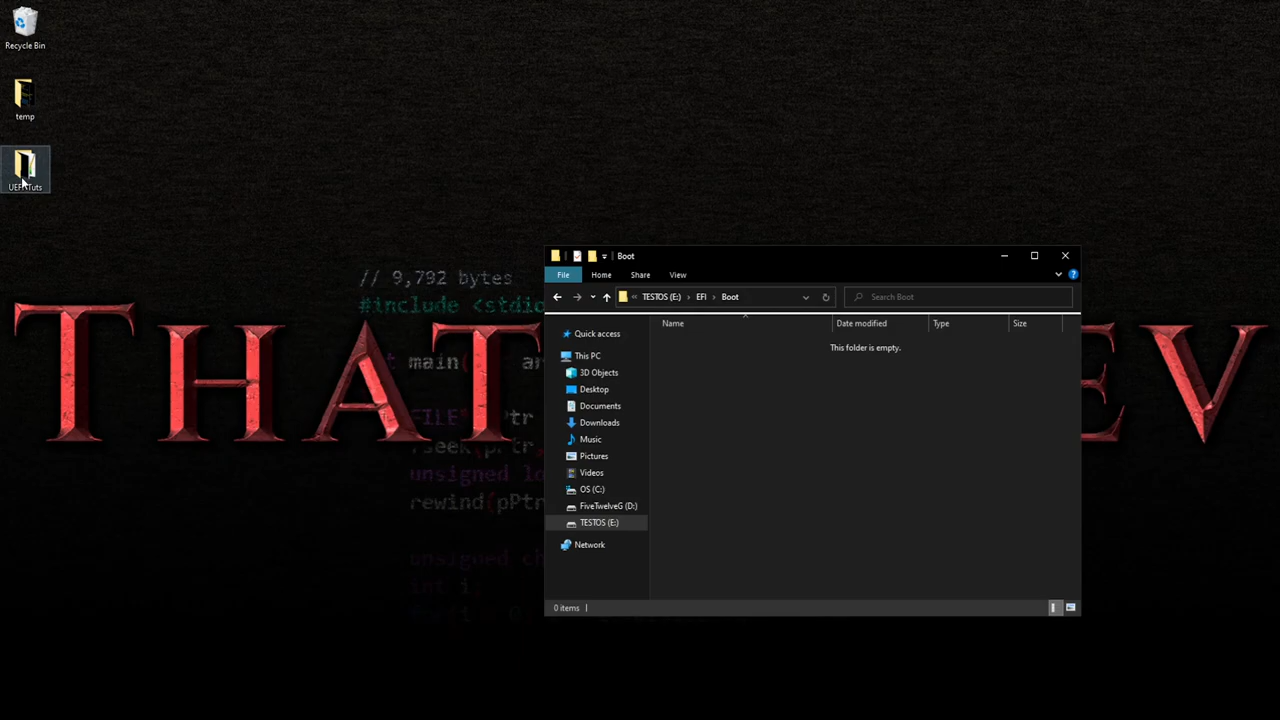 Recycle Bin
temp
UEFI Tuts
// 9,792 bytes
#include <stdio
main(
FILE*
rewind(pPtr
unsigned
int i
THAT
EV
Boot
File Home Share View
« TESTOS (E:) › EFI › Boot
Search Boot
Name Date modified Type Size
This folder is empty.
Quick access
This PC
3D Objects
Desktop
Documents
Downloads
Music
Pictures
Videos
OS (C:)
FiveTwelveG (D:)
TESTOS (E:)
Network
0 items